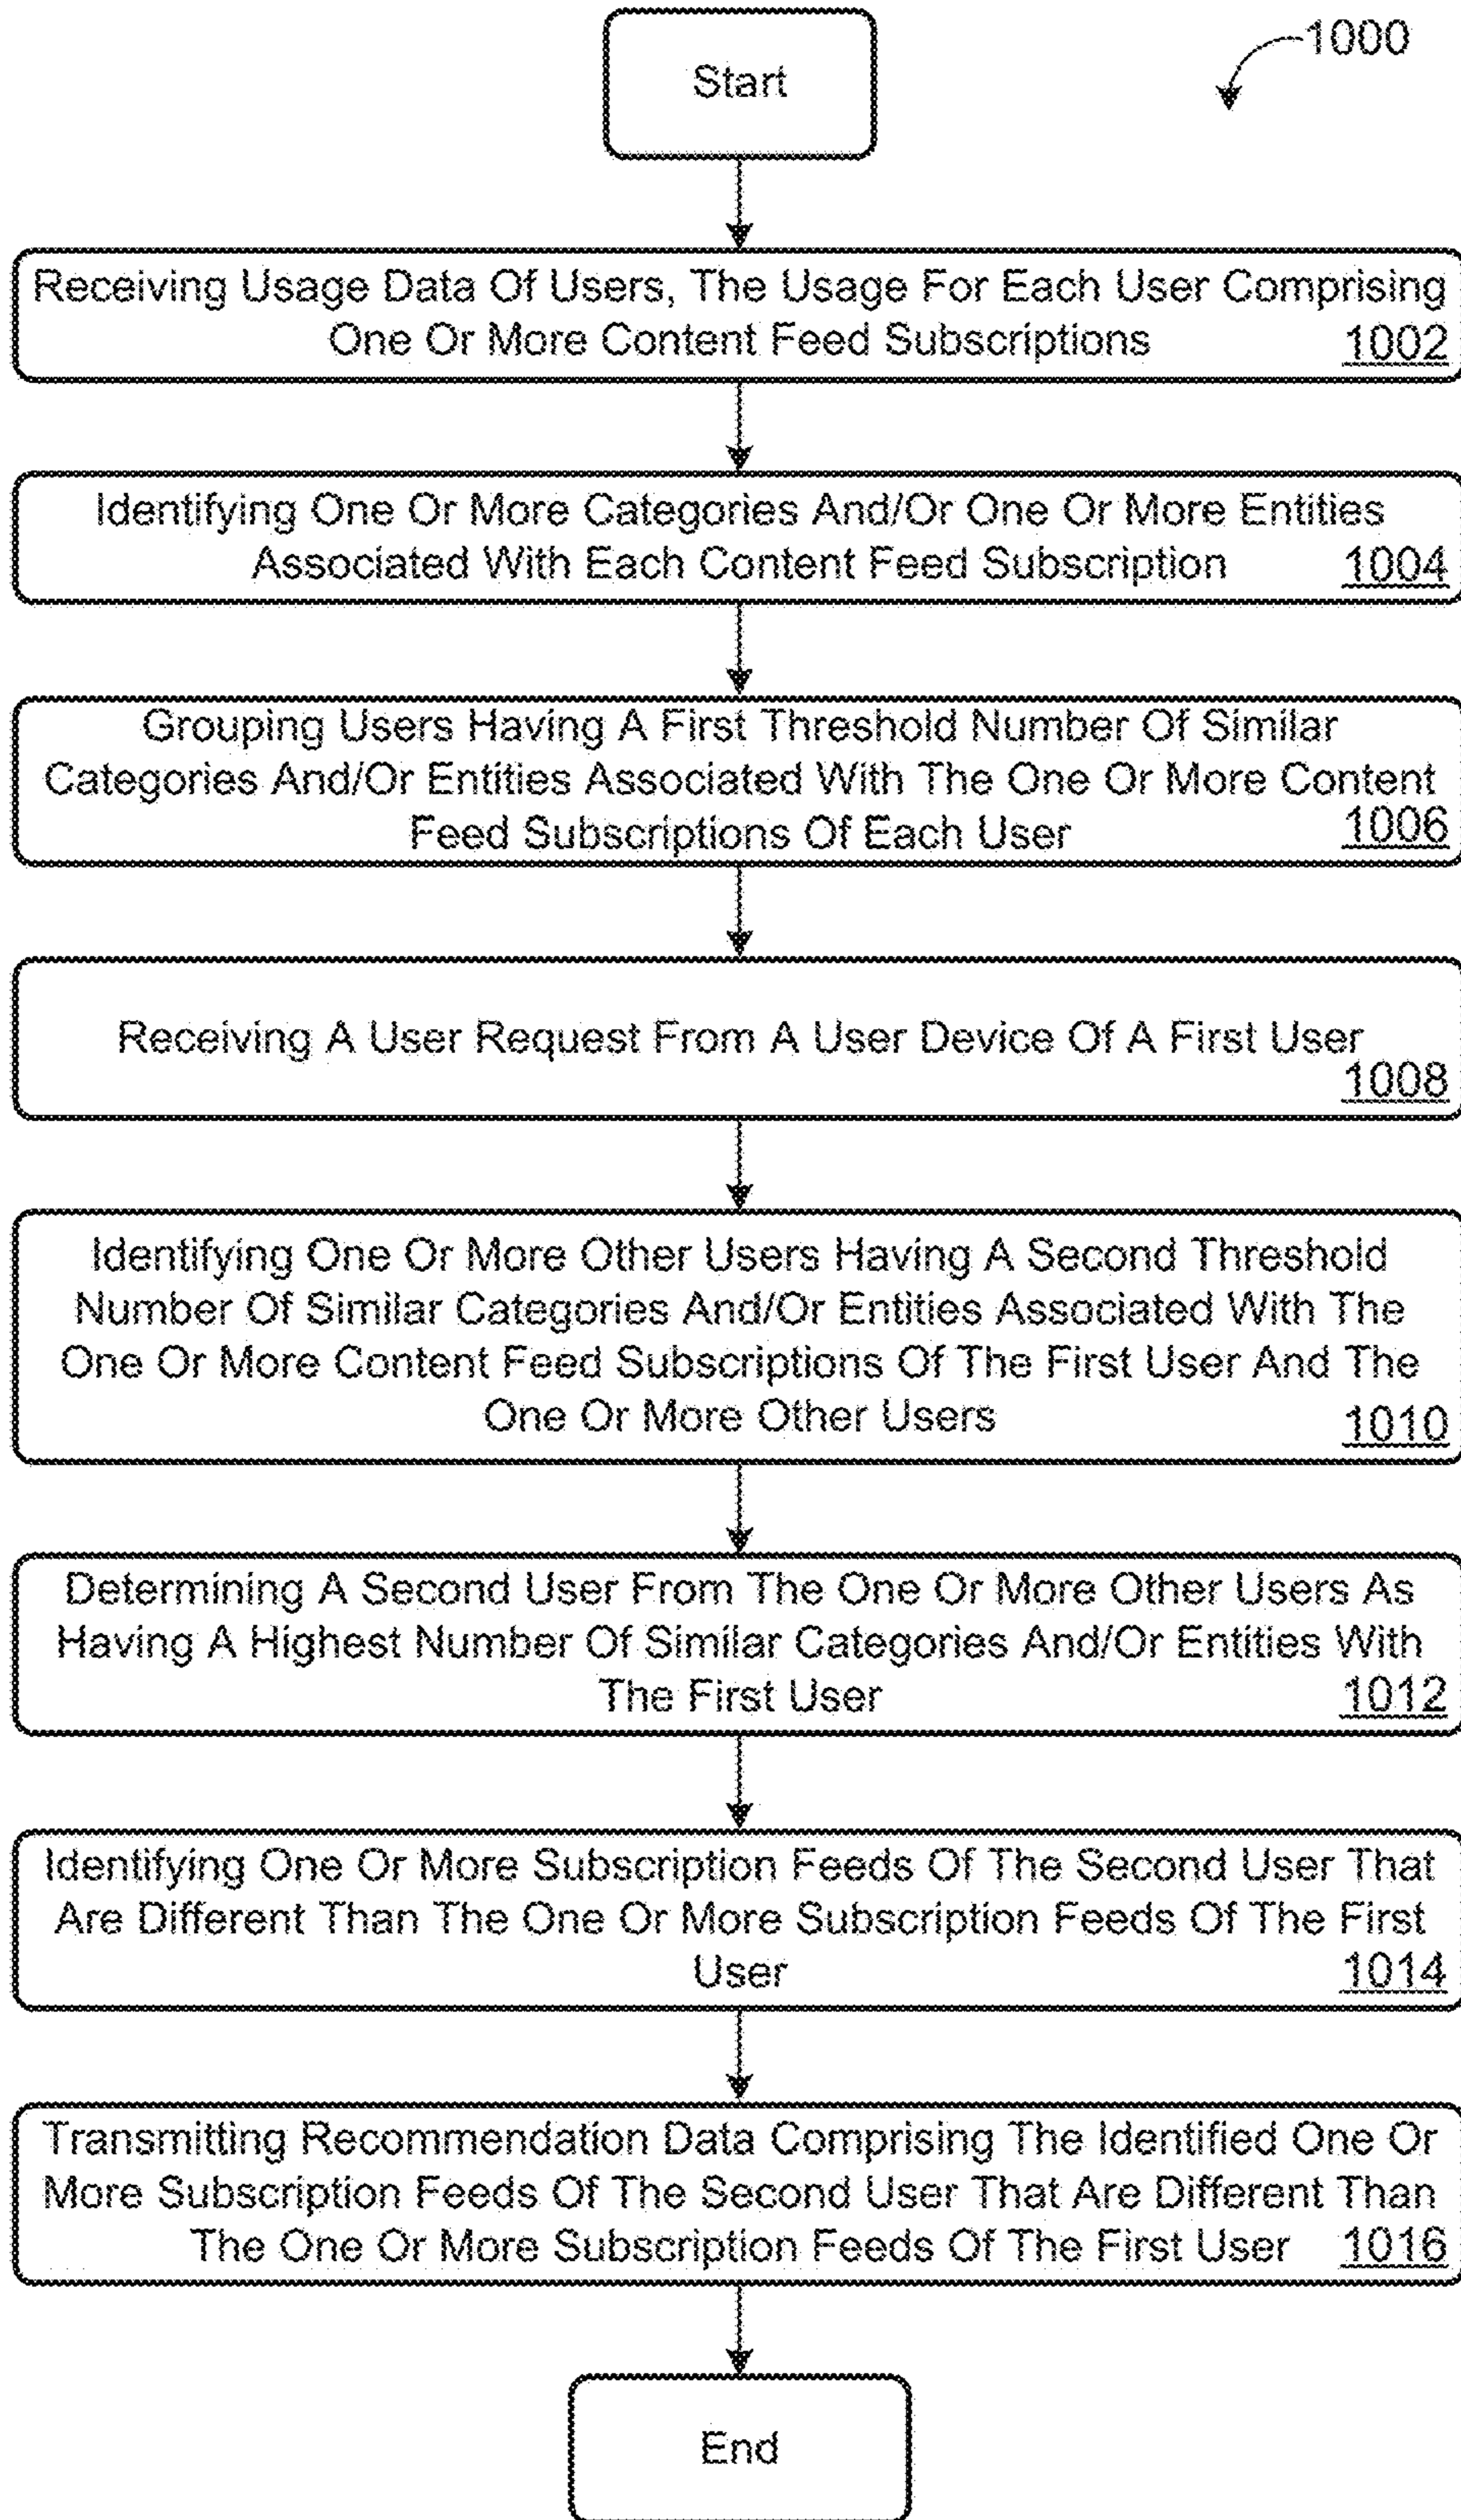 Start
1000
Receiving Usage Data Of Users, The Usage For Each User Comprising
One Or More Content Feed Subscriptions
1002
Identifying One Or More Categories And/Or One Or More Entities
Associated With Each Content Feed Subscription
1004
Grouping Users Having A First Threshold Number Of Similar
Categories And/Or Entities Associated With The One Or More Content
Feed Subscriptions Of Each User
1006
Receiving A User Request From A User Device Of A First User
1008
Identifying One Or More Other Users Having A Second Threshold
Number Of Similar Categories And/Or Entities Associated With The
One Or More Content Feed Subscriptions Of The First User And The
One Or More Other Users
1010
Determining A Second User From The One Or More Other Users As
Having A Highest Number Of Similar Categories And/Or Entities With
The First User
1012
Identifying One Or More Subscription Feeds Of The Second User That
Are Different Than The One Or More Subscription Feeds Of The First
User
1014
Transmitting Recommendation Data Comprising The Identified One Or
More Subscription Feeds Of The Second User That Are Different Than
The One Or More Subscription Feeds Of The First User
1016
End